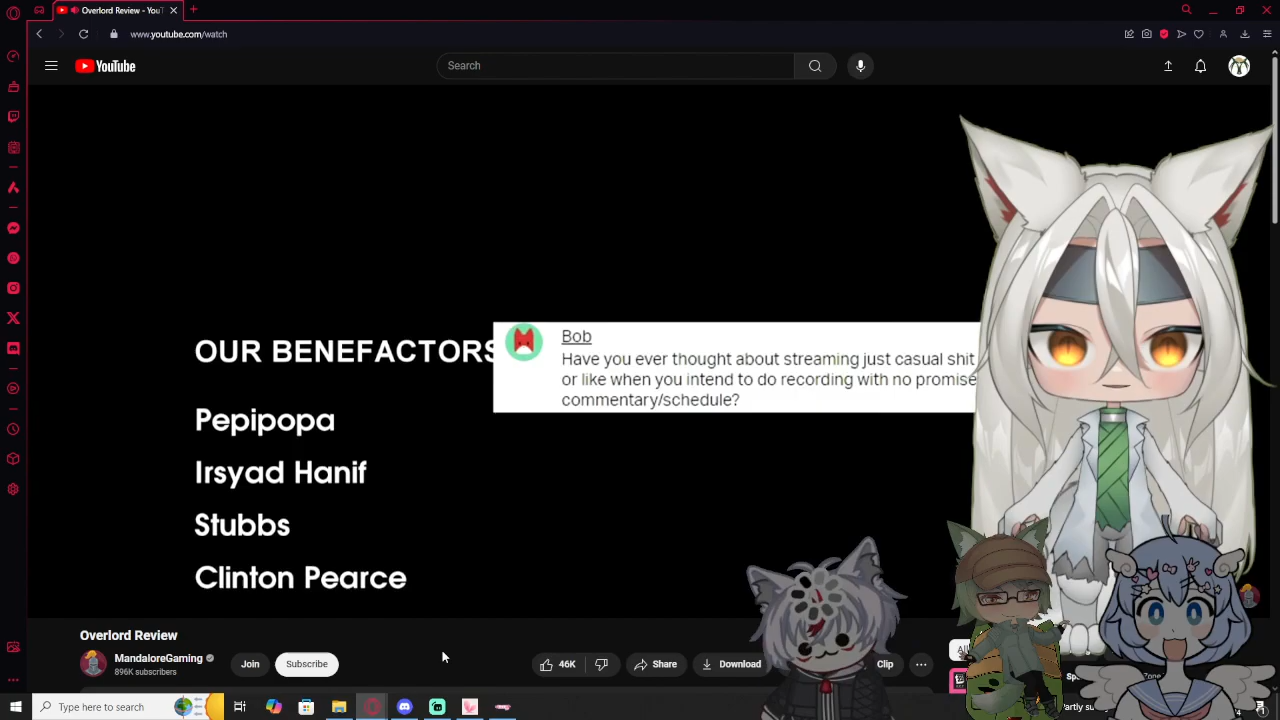 Overlord Review - YouT
www.youtube.com/watch
YouTube
Search
OUR BENEFACTORS
Bob
Have you ever thought about streaming just casual shit
or like when you intend to do recording with no promise
commentary/schedule?
Pepipopa
Irsyad Hanif
Stubbs
Clinton Pearce
Overlord Review
MandaloreGaming
896K subscribers
Join
Subscribe
46K
Share
Download
Clip
Type here to search